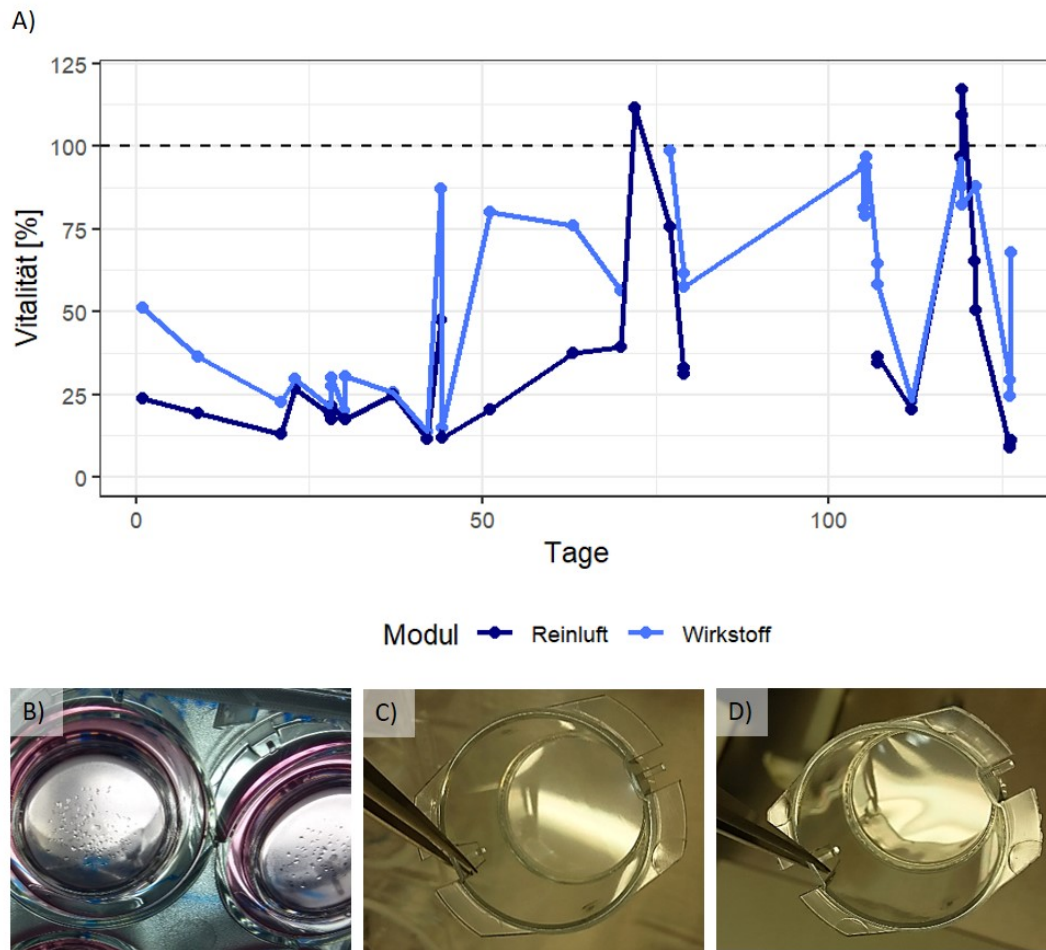 A)
125
100
75
50
25
0
Vitalität [%]
0 50 100
Tage
Modul Reinluft Wirkstoff
B) C) D)